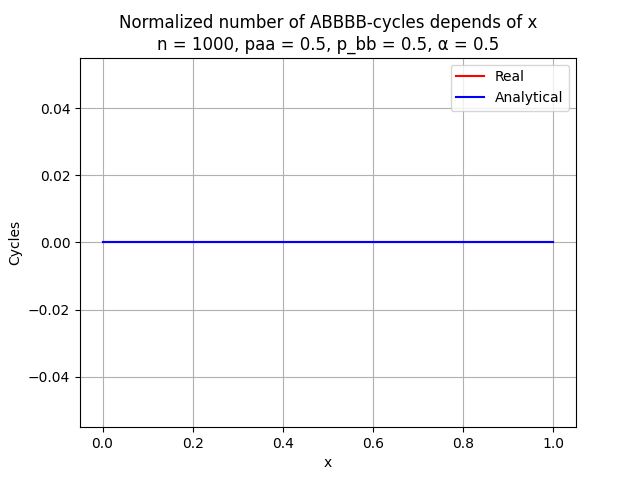 Normalized number of ABBBB-cycles depends of x
n = 1000, paa = 0.5, p_bb = 0.5, α = 0.5
Real
Analytical
0.04
0.02
0.00
−0.02
−0.04
Cycles
0.0 0.2 0.4 0.6 0.8 1.0
x